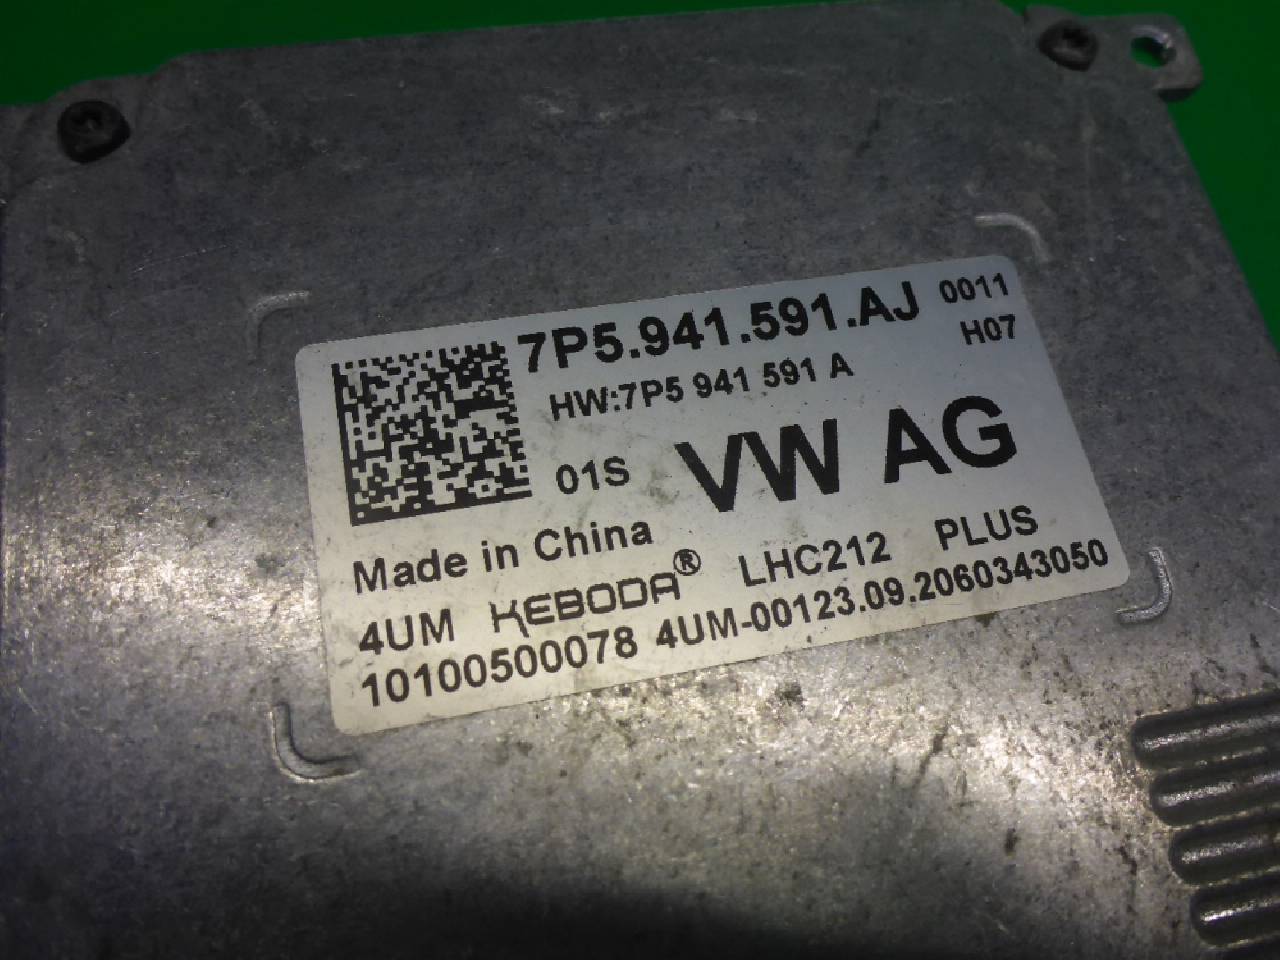 7P5.941.591.AJ 0011
HW:7P5 941 591 A H07
01S VW AG
Made in China
4UM KEBODA® LHC212 PLUS
10100500078 4UM-00123.09.2060343050